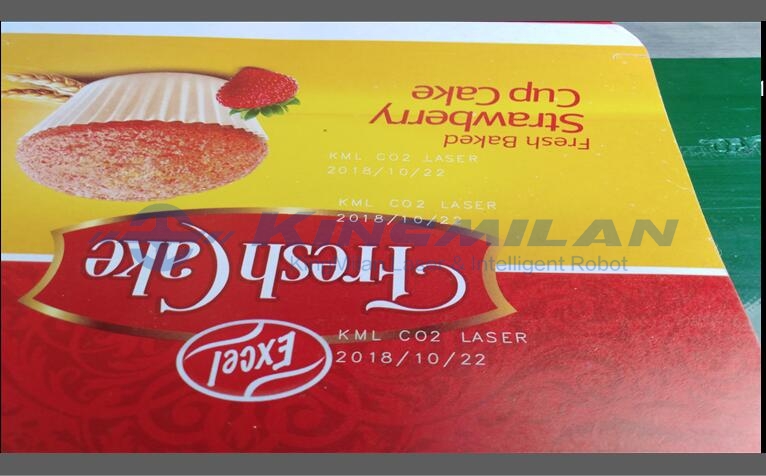 Fresh Baked
Strawberry
Cup Cake
KML CO2 LASER
2018/10/22
KML CO2 LASER
2018/10/22
KINGMILAN
Intelligent Robot
Fresh Cake
Excel
KML CO2 LASER
2018/10/22